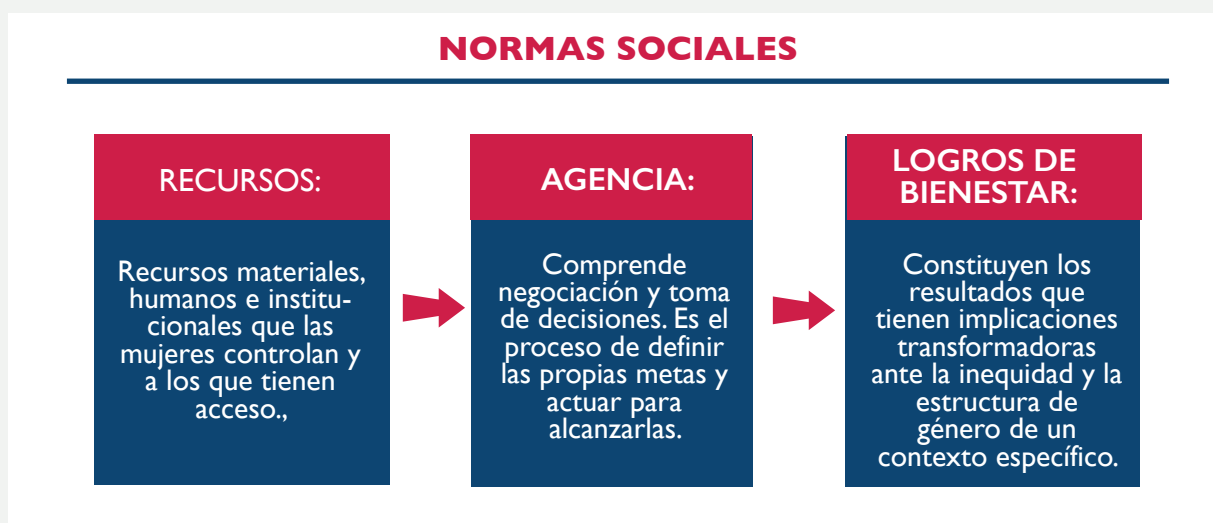 NORMAS SOCIALES
RECURSOS:
Recursos materiales,
humanos e institu-
cionales que las
mujeres controlan y
a los que tienen
acceso.,
AGENCIA:
Comprende
negociación y toma
de decisiones. Es el
proceso de definir
las propias metas y
actuar para
alcanzarlas.
LOGROS DE
BIENESTAR:
Constituyen los
resultados que
tienen implicaciones
transformadoras
ante la inequidad y la
estructura de
género de un
contexto específico.